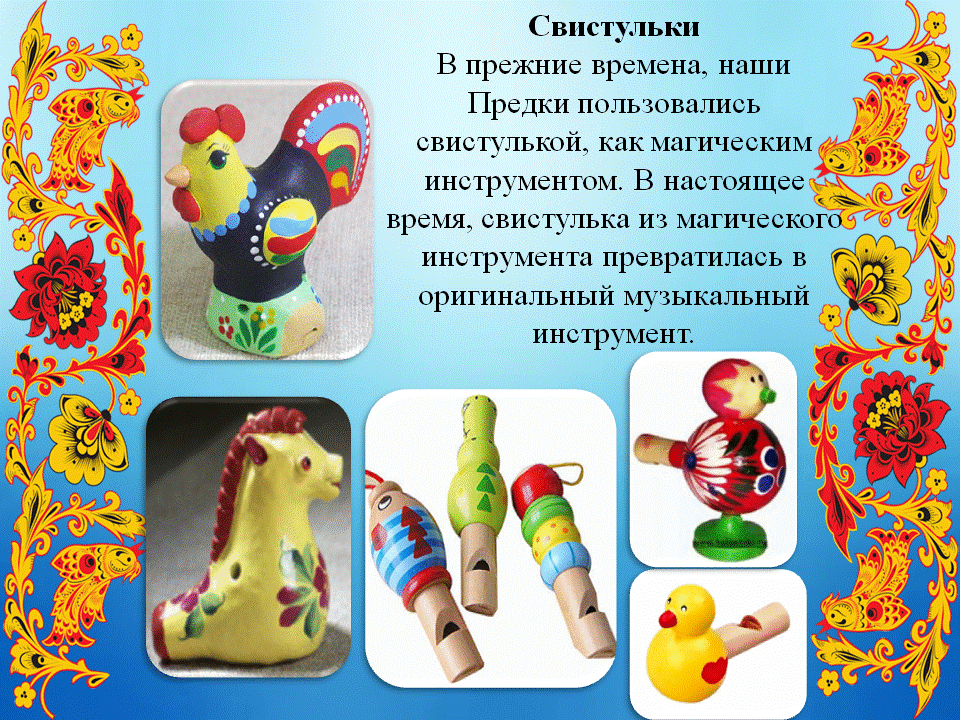 Свистульки
В прежние времена, наши
Предки пользовались
свистулькой, как магическим
инструментом. В настоящее
время, свистулька из магического
инструмента превратилась в
оригинальный музыкальный
инструмент.